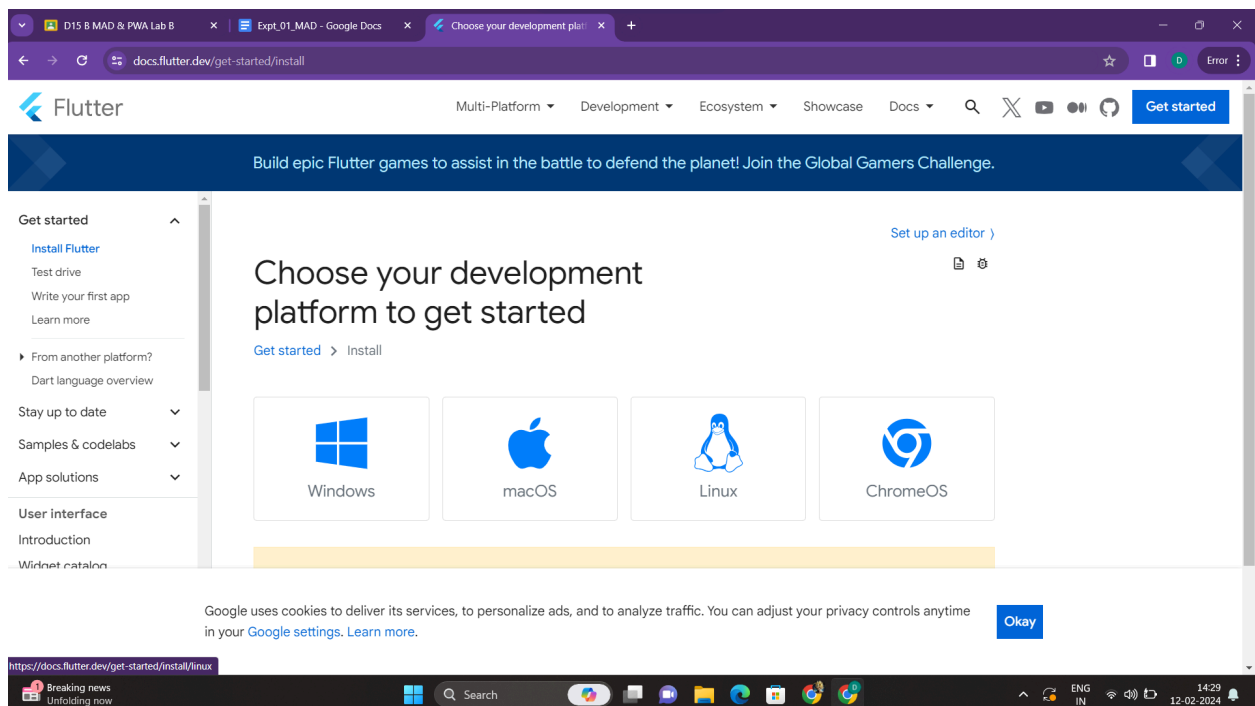 D15 B MAD & PWA Lab B
Expt_01_MAD - Google Docs
Choose your development plat
docs.flutter.dev/get-started/install
D
Error
Flutter
Multi-Platform
Development
Ecosystem
Showcase
Docs
Get started
Build epic Flutter games to assist in the battle to defend the planet! Join the Global Gamers Challenge.
Get started
Install Flutter
Test drive
Write your first app
Learn more
From another platform?
Dart language overview
Stay up to date
Samples & codelabs
App solutions
User interface
Introduction
Widget catalog
Set up an editor
Choose your development
platform to get started
Get started > Install
Windows
macOS
Linux
ChromeOS
Google uses cookies to deliver its services, to personalize ads, and to analyze traffic. You can adjust your privacy controls anytime
in your Google settings. Learn more.
Okay
https://docs.flutter.dev/get-started/install/linux
1
Breaking news
Unfolding now
Search
ENG
IN
14:29
12-02-2024